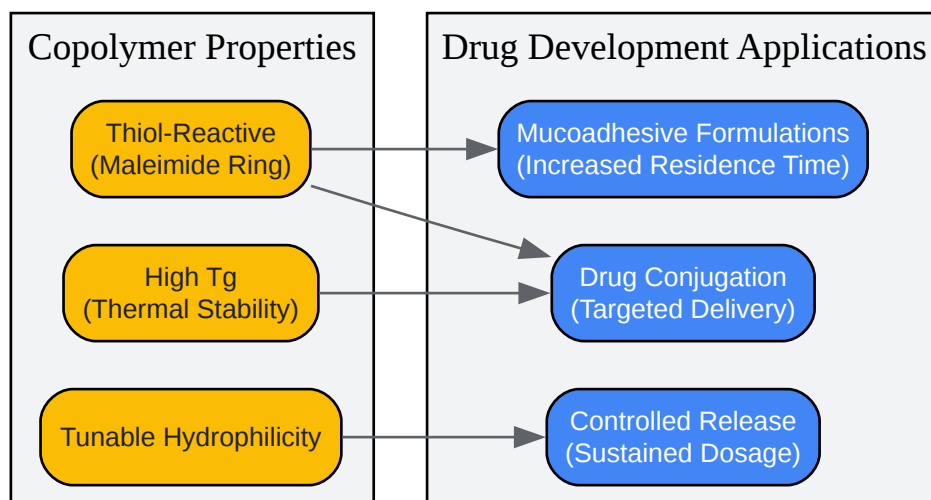 Copolymer Properties
Thiol-Reactive
(Maleimide Ring)
High Tg
(Thermal Stability)
Tunable Hydrophilicity
Drug Development Applications
Mucoadhesive Formulations
(Increased Residence Time)
Drug Conjugation
(Targeted Delivery)
Controlled Release
(Sustained Dosage)